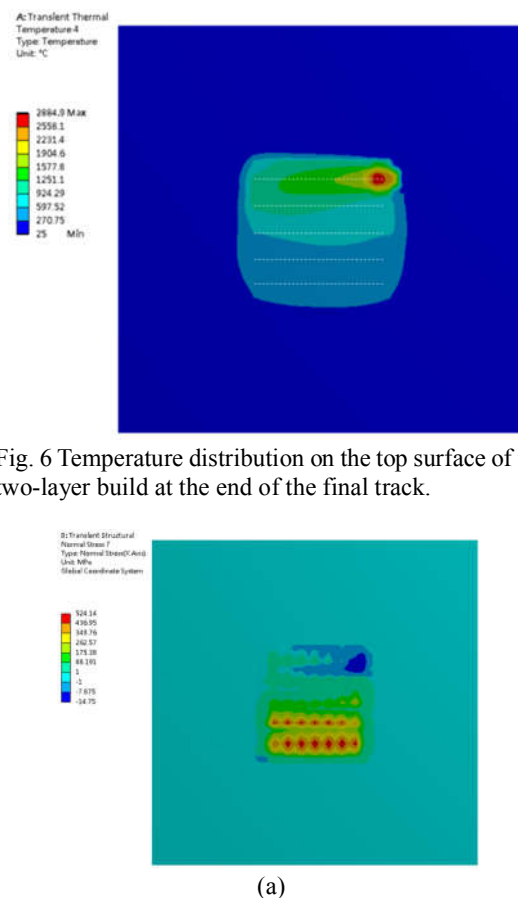 A: Transient Thermal
Temperature 4
Type: Temperature
Unit: °C
2884.9 Max
2558.1
2231.4
1904.6
1577.8
1251.1
924.29
597.52
270.75
25 Min
Fig. 6 Temperature distribution on the top surface of
two-layer build at the end of the final track.
B: Transient Structural
Normal Stress 7
Type: Normal Stress(X Axis)
Unit: MPa
Global Coordinate System
524.14
436.95
349.76
262.57
175.38
88.191
1
-1
-7.875
-14.75
(a)